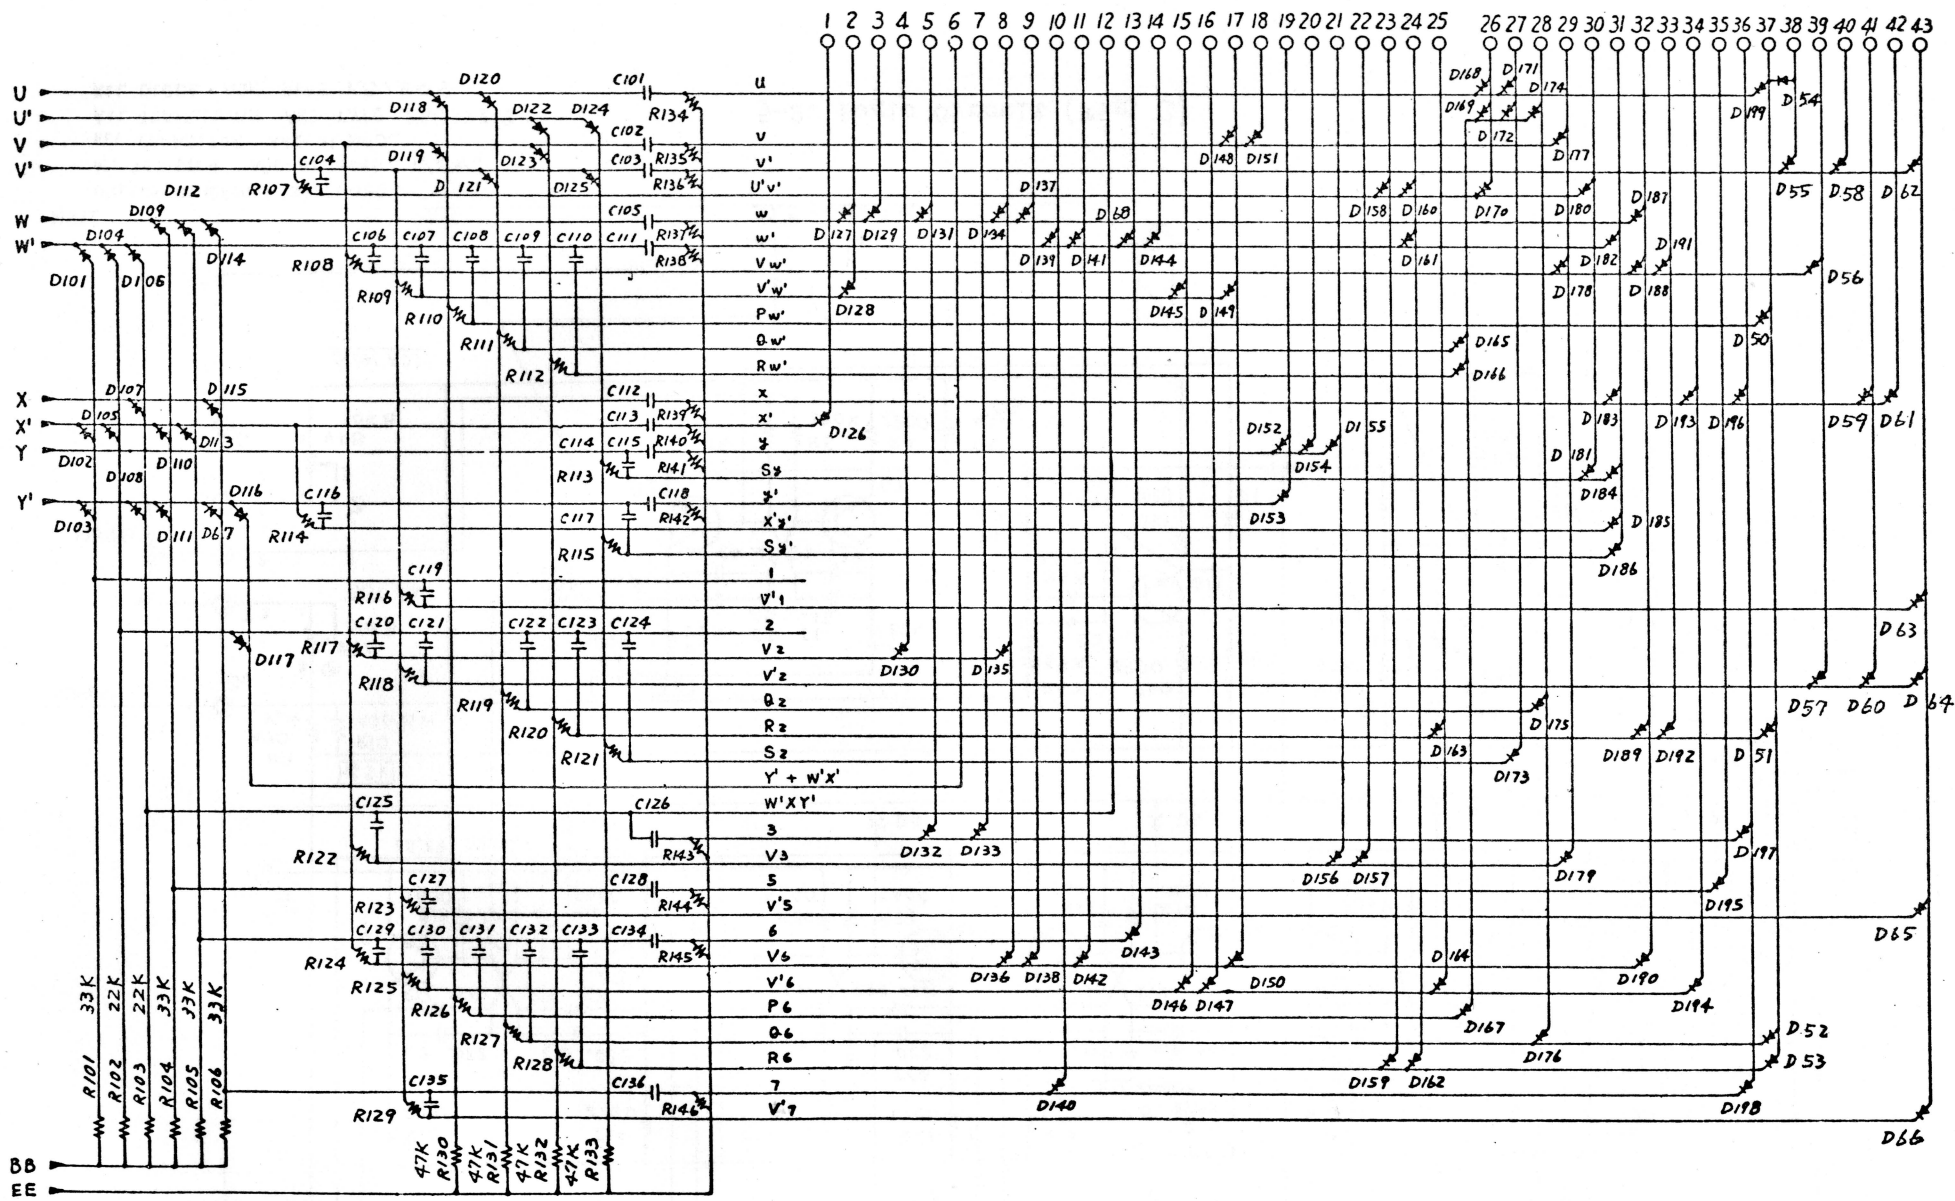 1 2 3 4 5 6 7 8 9 10 11 12 13 14 15 16 17 18 19 20 21 22 23 24 25 26 27 28 29 30 31 32 33 34 35 36 37 38 39 40 41 42 43
D120 C101 U D168 D171 D174
U D118 D122 D124 R134 D169 D199 D54
U' C102 V D172
V C104 D119 D123 C103 R135 V' D148 D151 D177
V' D112 R107 D121 D125 R136 U'V' D137 D158 D160 D170 D180 D187 D55 D58 D62
W D109 C105 W D68
W' D104 C106 C107 C108 C109 C110 C111 R137 W' D127 D129 D131 D134 D191
D101 D106 D114 R108 R138 VW' D139 D141 D144 D161 D182
R109 V'W' D178 D188 D56
R110 PW' D128 D145 D149
R111 QW' D165 D50
R112 RW' D166
D107 D115 C112 X
X D105 C113 R139 X' D183 D193 D196 D59 D61
X' D113 C114 C115 R140 Y D126 D152 D155
Y D102 D110 R113 R141 SY D154 D181
D108 D116 C116 C118 Y' D184
Y' D103 D111 D67 R114 C117 R142 X'Y' D153 D185
R115 SY' D186
C119 1
R116 V'1
C120 C121 C122 C123 C124 2 D63
D117 R117 V2 D130 D135
R118 V'2
R119 Q2 D57 D60 D64
R120 R2 D175
R121 S2 D163 D173 D189 D192 D51
Y' + W'X'
C125 C126 W'XY'
3
R122 R143 V3 D132 D133 D197
C127 C128 5 D156 D157 D179
R123 R144 V'5 D195
C129 C130 C131 C132 C133 C134 6 D65
R124 R145 V6 D143 D164
R125 V'6 D136 D138 D142 D150 D190
R126 P6 D146 D147 D194
R127 Q6 D167 D52
R128 R6 D176 D53
C135 C136 7 D159 D162
R129 R146 V'7 D140 D198
D66
33K 22K 22K 33K 33K 33K
R101 R102 R103 R104 R105 R106
47K R130 47K R131 47K R132 47K R133
BB
EE